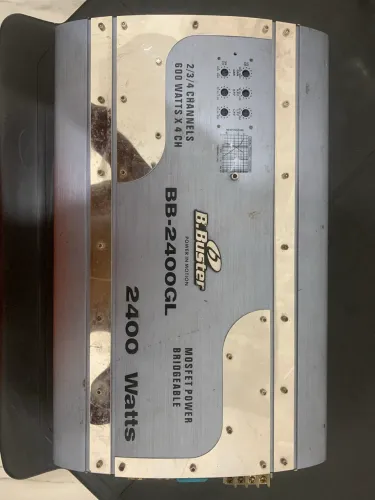 2/3/4 CHANNELS
600 WATTS X 4 CH
B.Buster
POWER IN MOTION
BB-2400GL
2400 Watts
MOSFET POWER
BRIDGEABLE